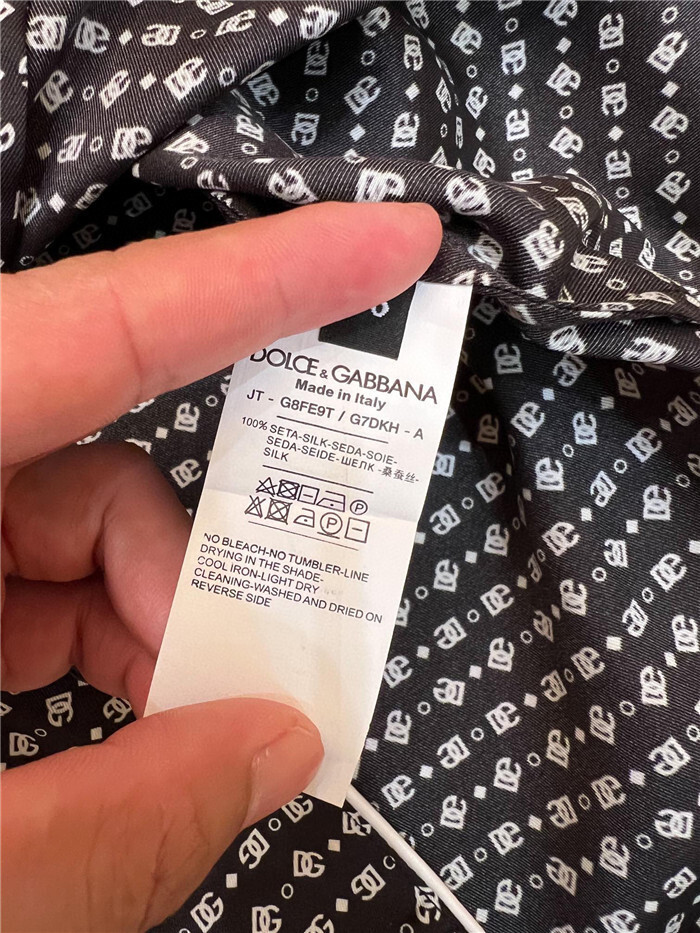 DOLCE & GABBANA
Made in Italy
JT - G8FE9T / G7DKH - A
100% SETA-SILK-SEDA-SOIE-
SEDA-SEIDE-ШЕЛК -桑蚕丝-
SILK
P
P
NO BLEACH-NO TUMBLER-LINE
DRYING IN THE SHADE-
COOL IRON-LIGHT DRY
CLEANING-WASHED AND DRIED ON
REVERSE SIDE
DG